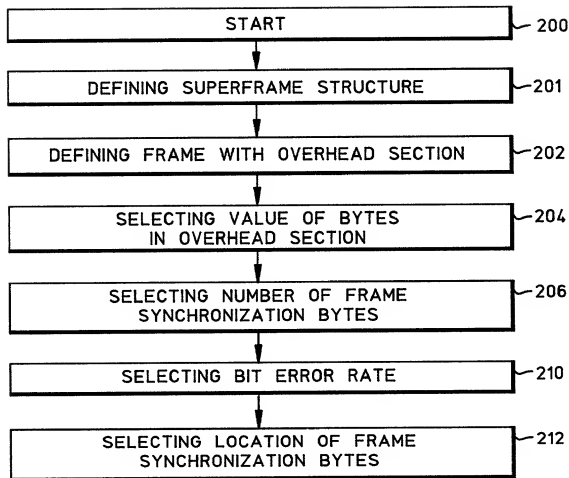 START
200
DEFINING SUPERFRAME STRUCTURE
201
DEFINING FRAME WITH OVERHEAD SECTION
202
SELECTING VALUE OF BYTES
IN OVERHEAD SECTION
204
SELECTING NUMBER OF FRAME
SYNCHRONIZATION BYTES
206
SELECTING BIT ERROR RATE
210
SELECTING LOCATION OF FRAME
SYNCHRONIZATION BYTES
212